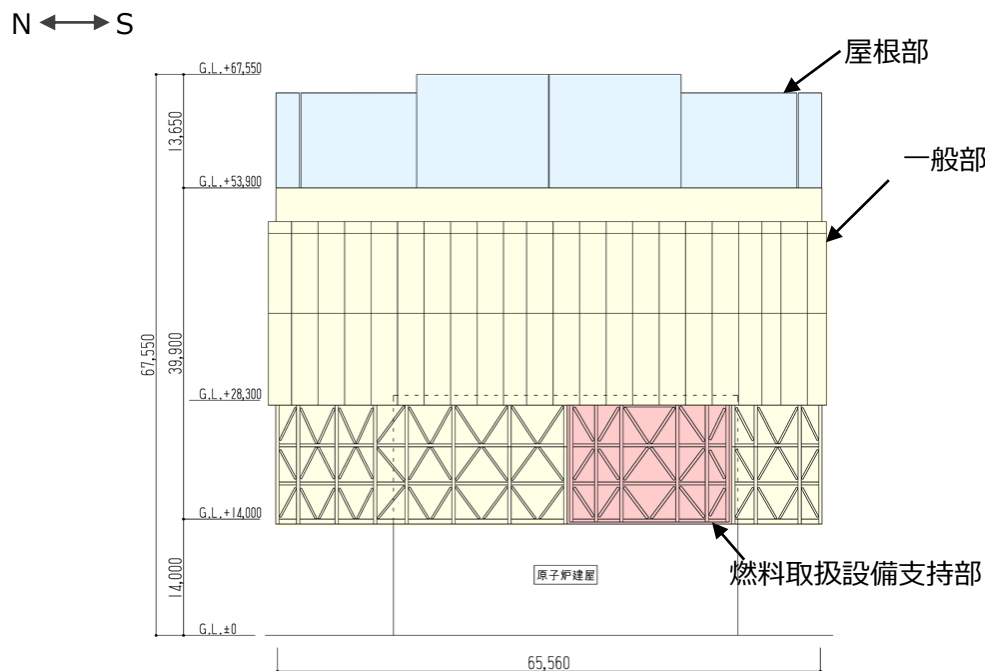 N S
屋根部
G.L.+67,550
13,650
一般部
G.L.+53,900
67,550
39,900
G.L.+28,300
G.L.+14,000
燃料取扱設備支持部
原子炉建屋
14,000
G.L.±0
65,560